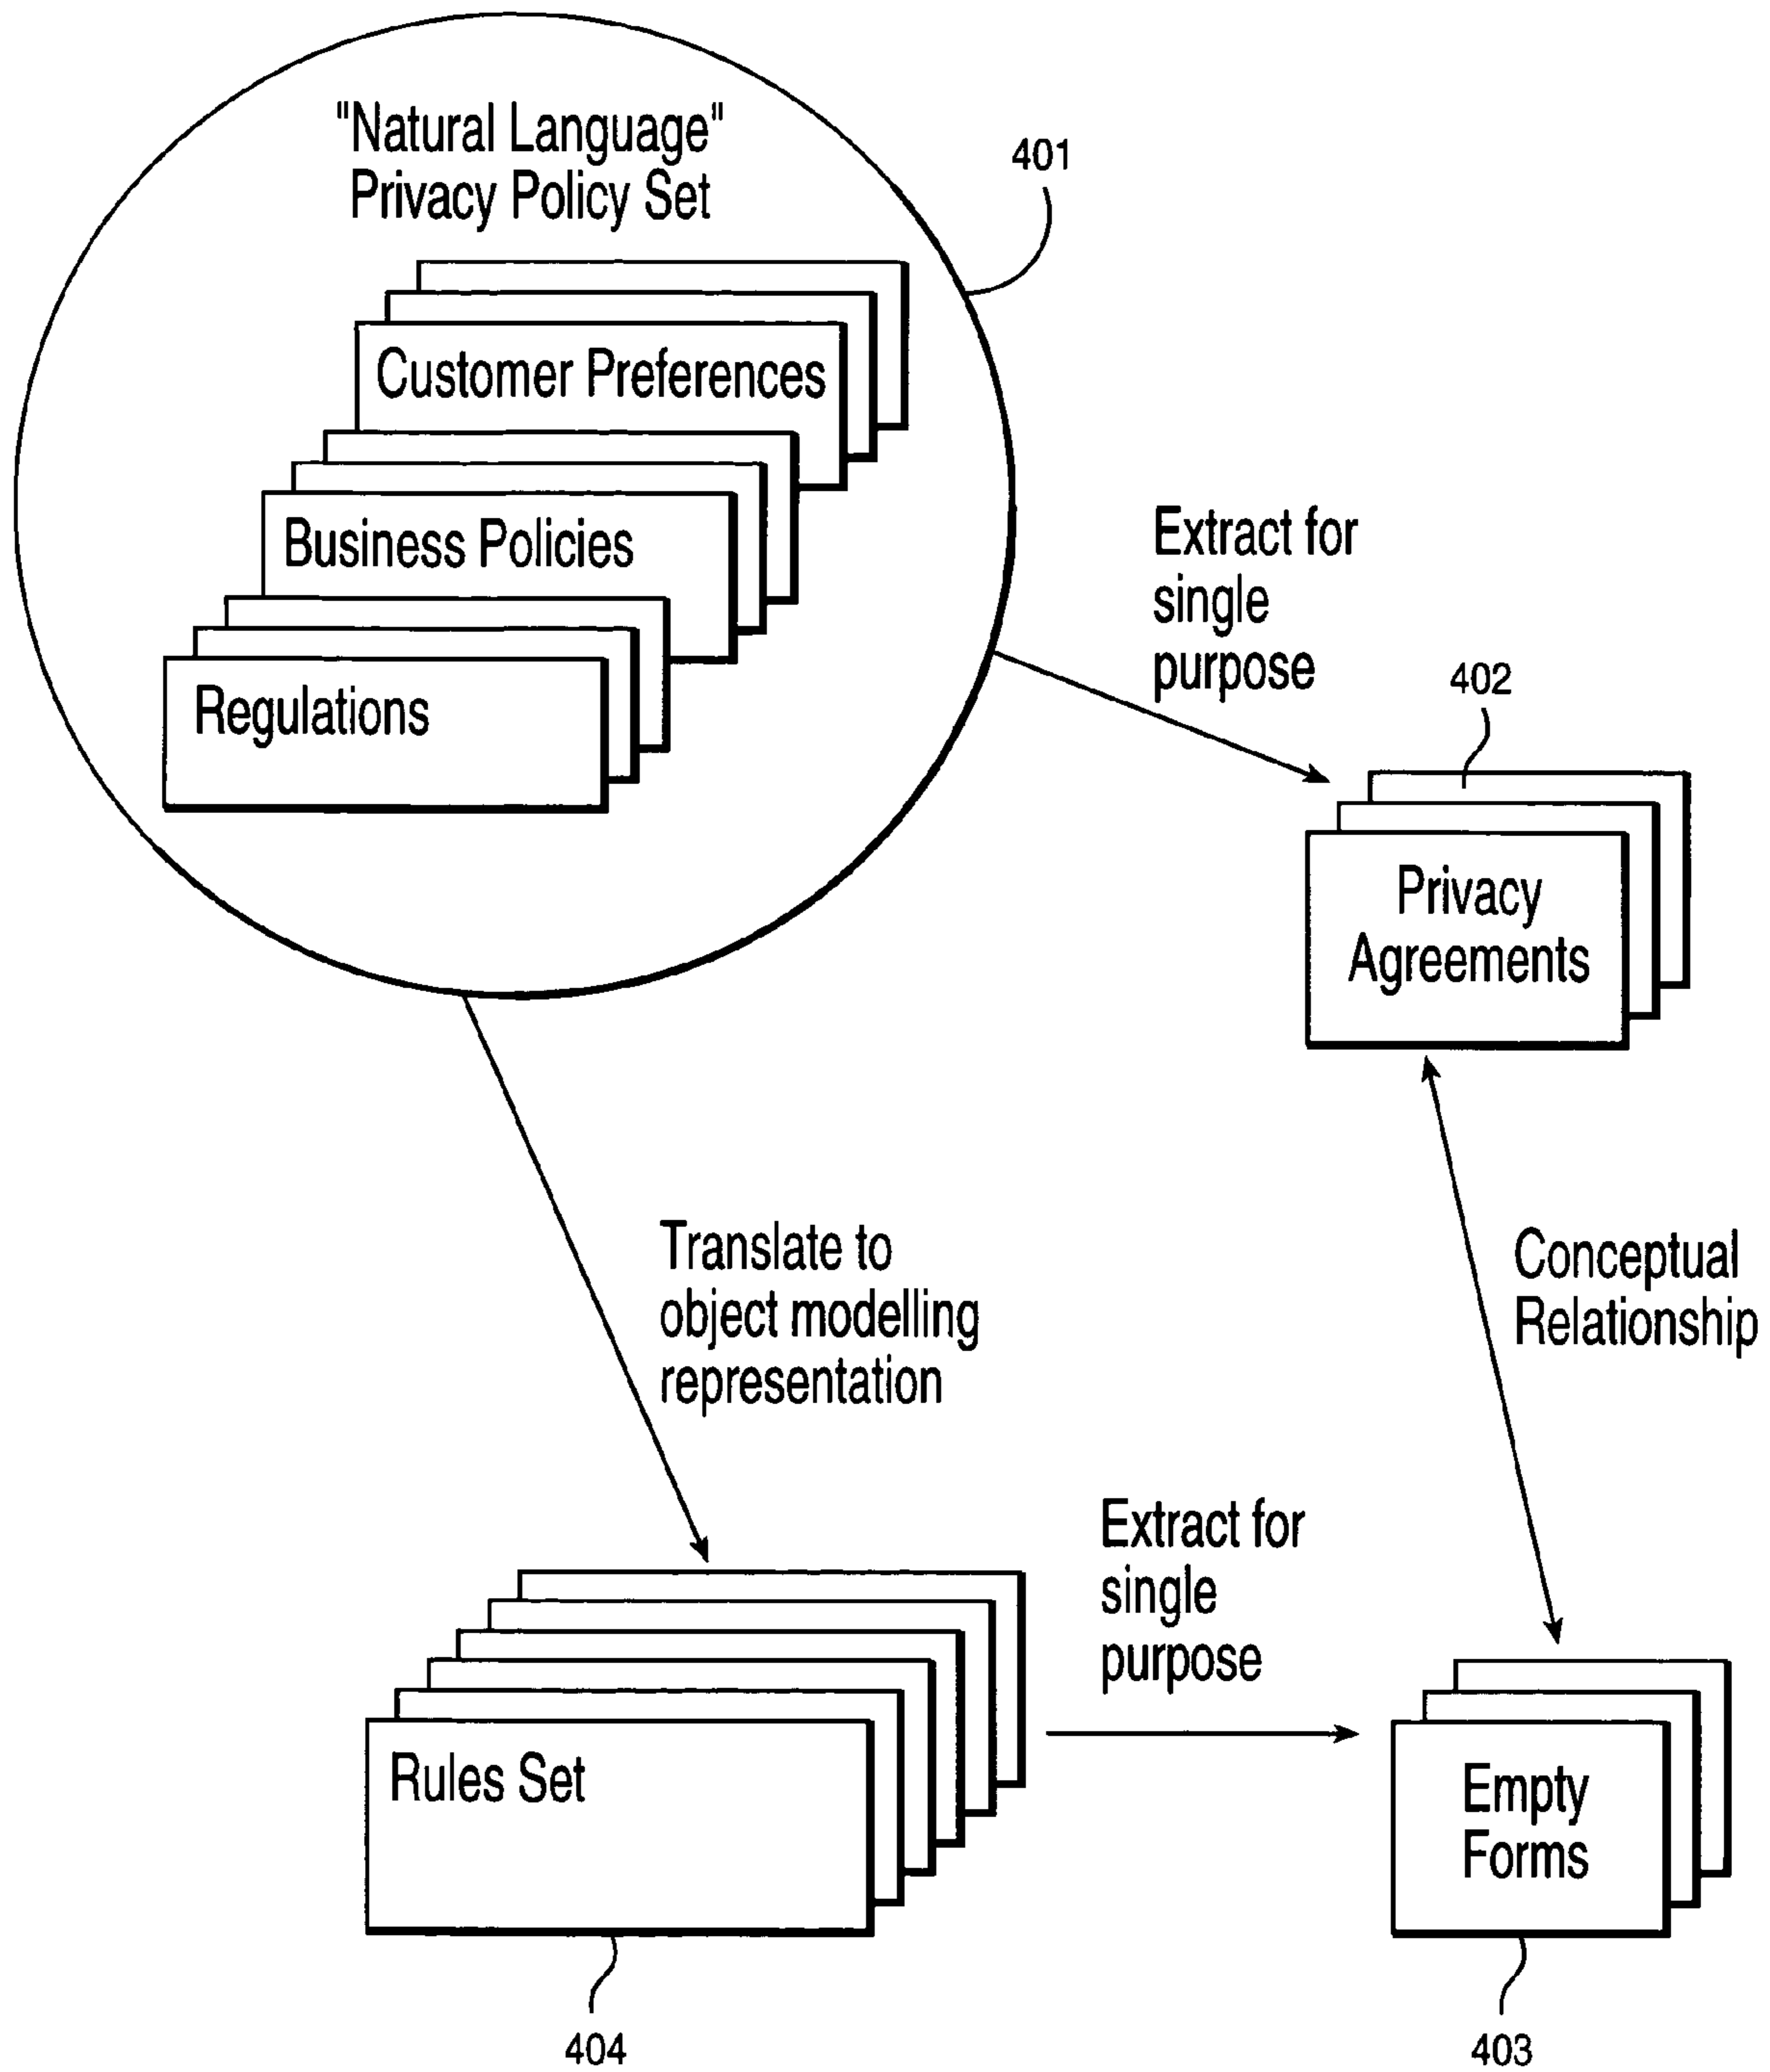 "Natural Language"
Privacy Policy Set
401
Customer Preferences
Business Policies
Regulations
Extract for
single
purpose
402
Privacy
Agreements
Translate to
object modelling
representation
Conceptual
Relationship
Extract for
single
purpose
Rules Set
Empty
Forms
404
403